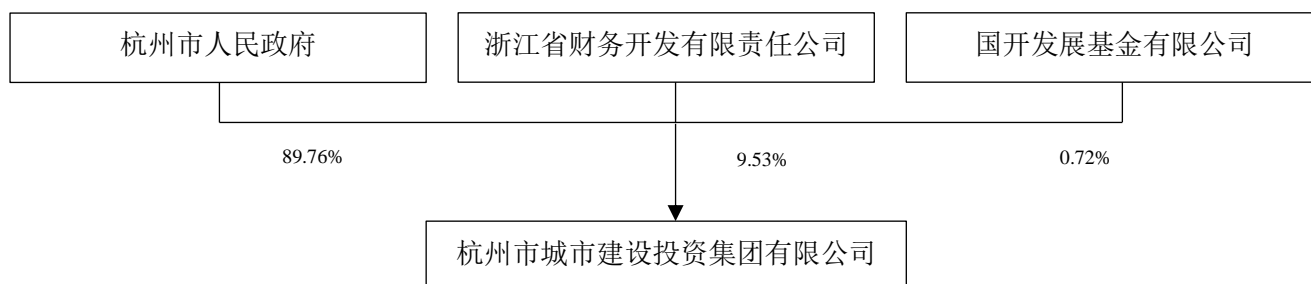 杭州市人民政府
浙江省财务开发有限责任公司
国开发展基金有限公司
89.76%
9.53%
0.72%
杭州市城市建设投资集团有限公司